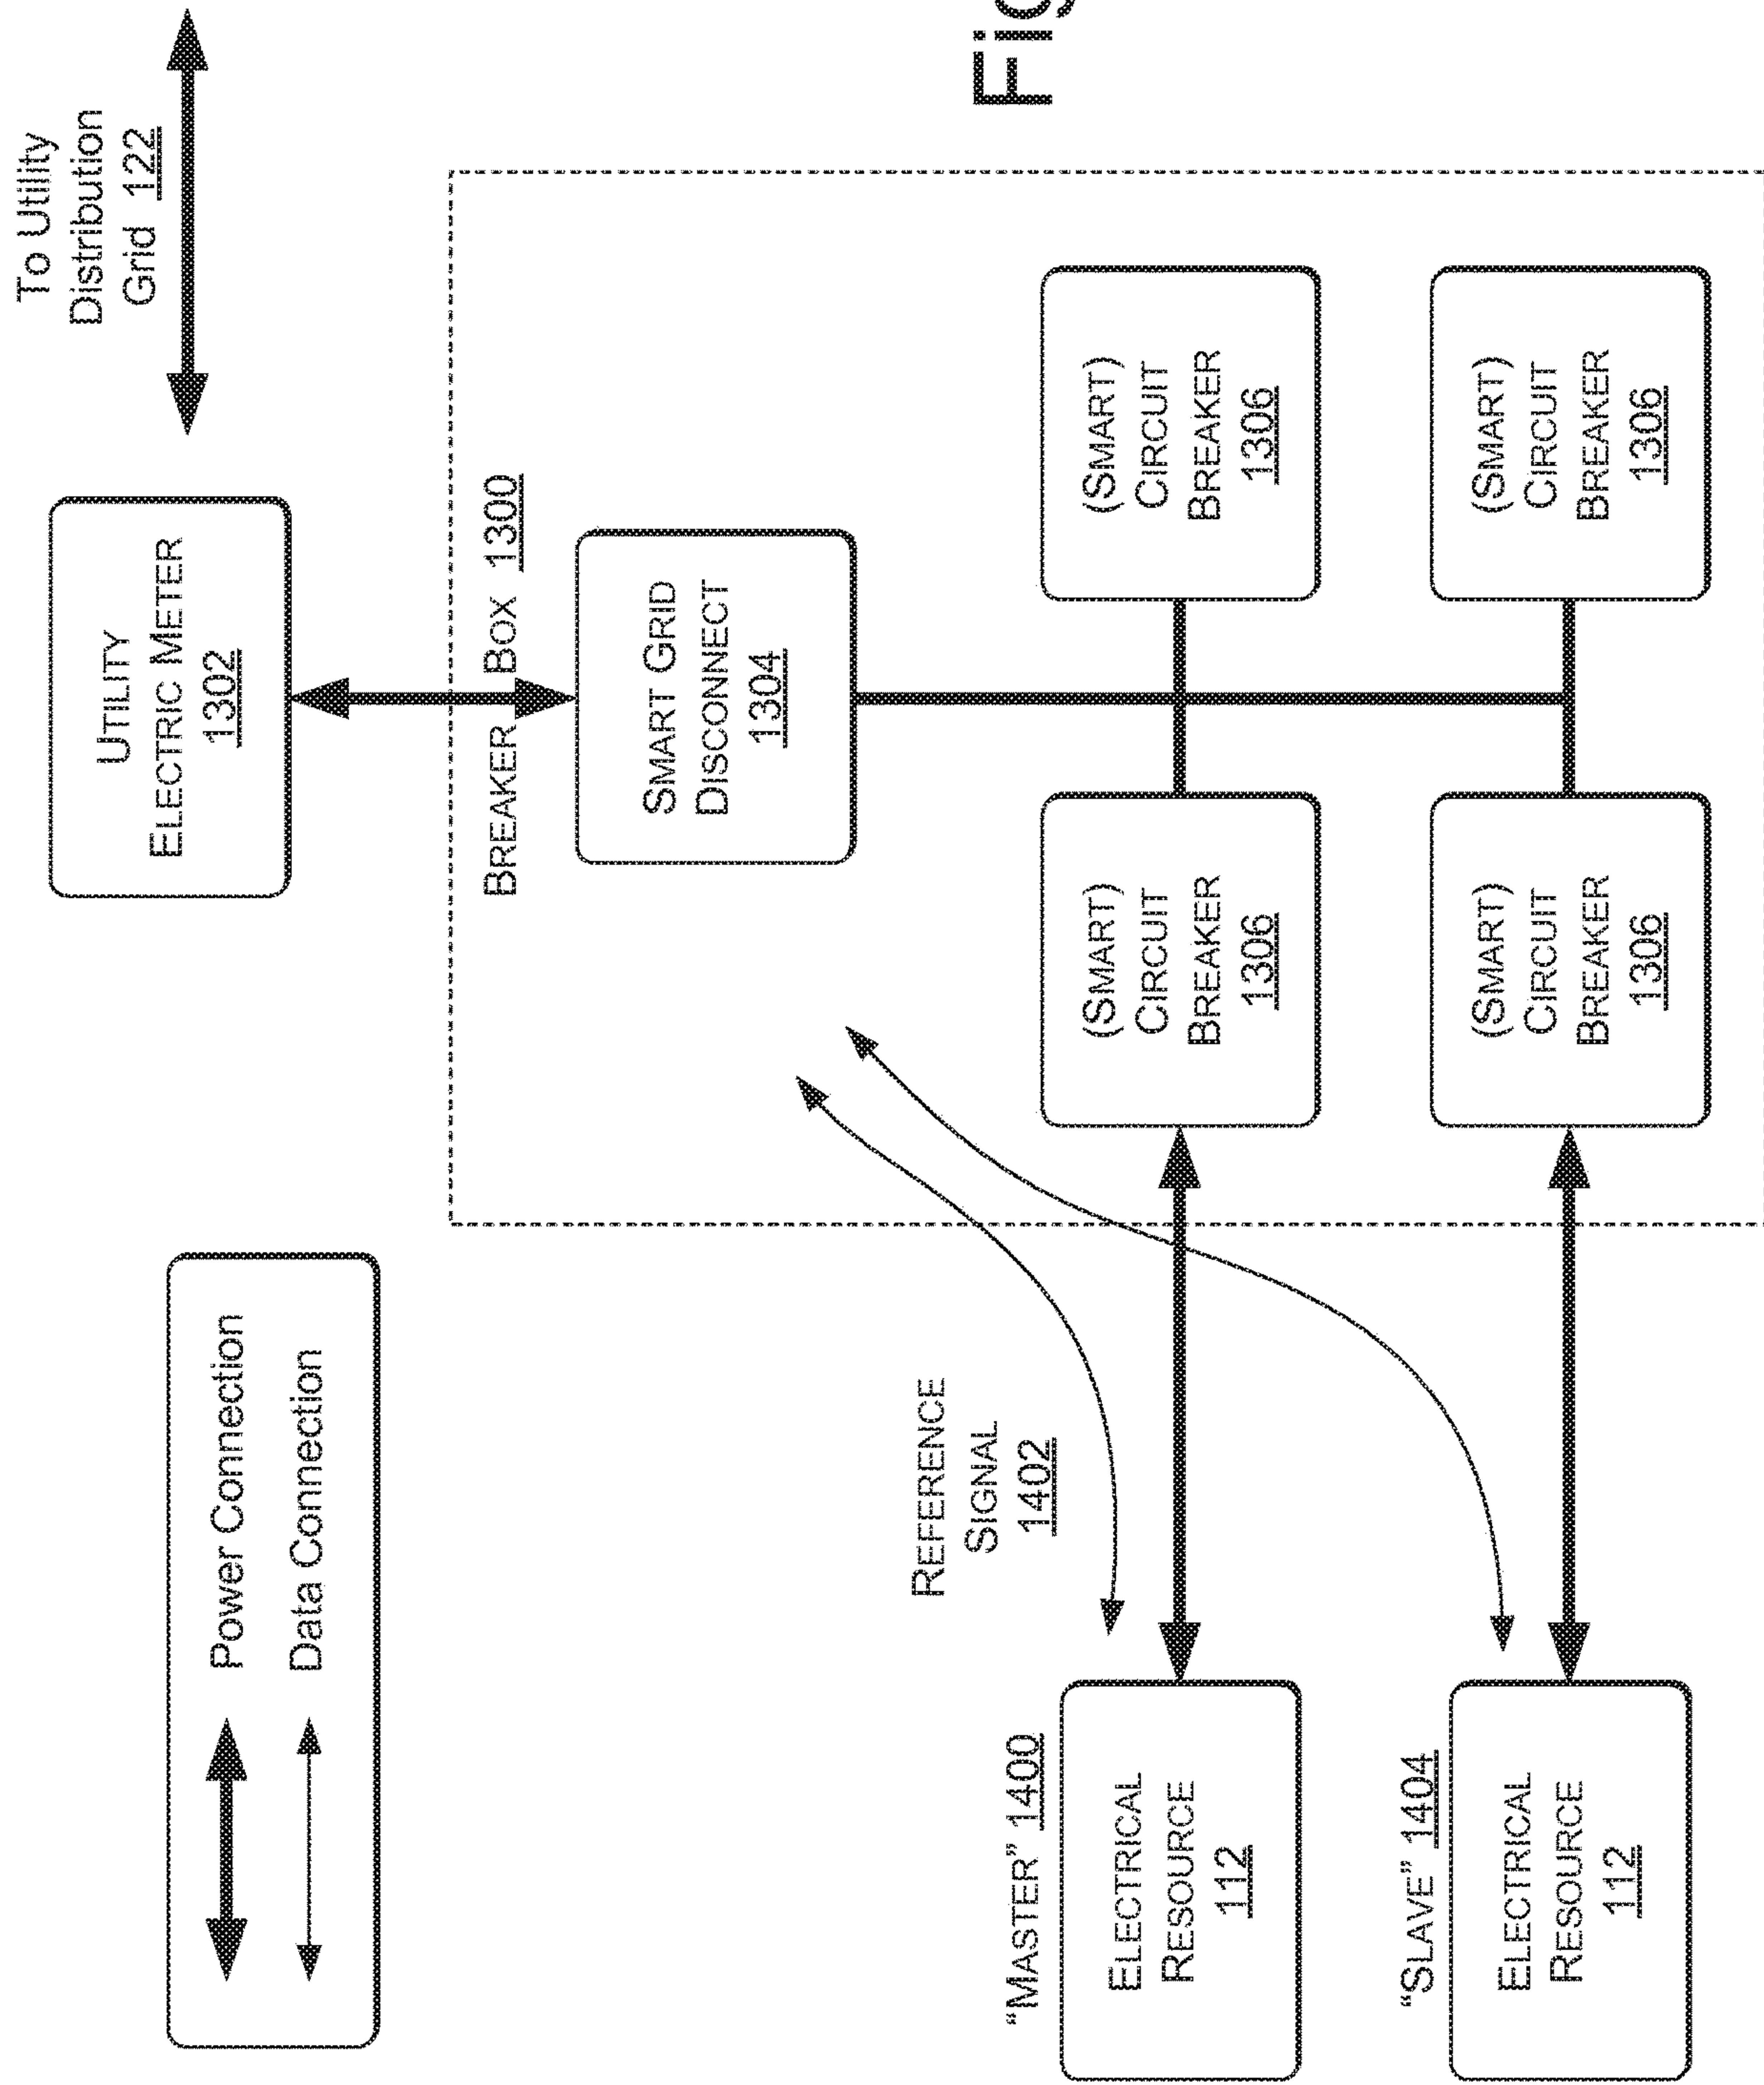 To Utility
Distribution
Grid 122
UTILITY
ELECTRIC METER
1302
Power Connection
Data Connection
BREAKER BOX 1300
SMART GRID
DISCONNECT
1304
REFERENCE
SIGNAL
1402
"MASTER" 1400
ELECTRICAL
RESOURCE
112
(SMART)
CIRCUIT
BREAKER
1306
(SMART)
CIRCUIT
BREAKER
1306
"SLAVE" 1404
ELECTRICAL
RESOURCE
112
(SMART)
CIRCUIT
BREAKER
1306
(SMART)
CIRCUIT
BREAKER
1306
Fig